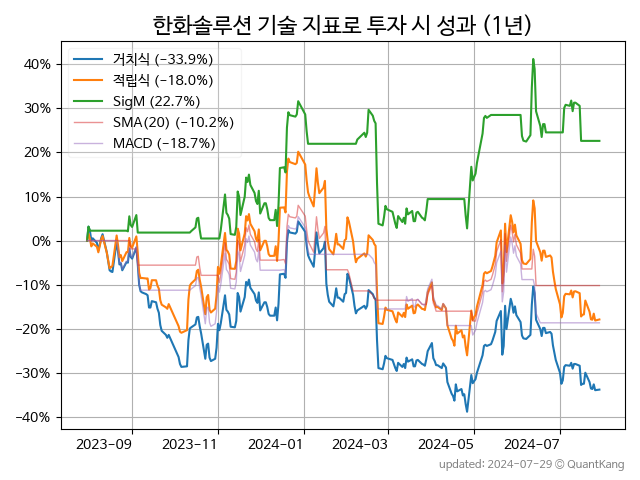 한화솔루션 기술 지표로 투자 시 성과 (1년)
거치식 (−33.9%)
적립식 (−18.0%)
SigM (22.7%)
SMA(20) (−10.2%)
MACD (−18.7%)
40%
30%
20%
10%
0%
−10%
−20%
−30%
−40%
2023-09 2023-11 2024-01 2024-03 2024-05 2024-07
updated: 2024-07-29 © QuantKang